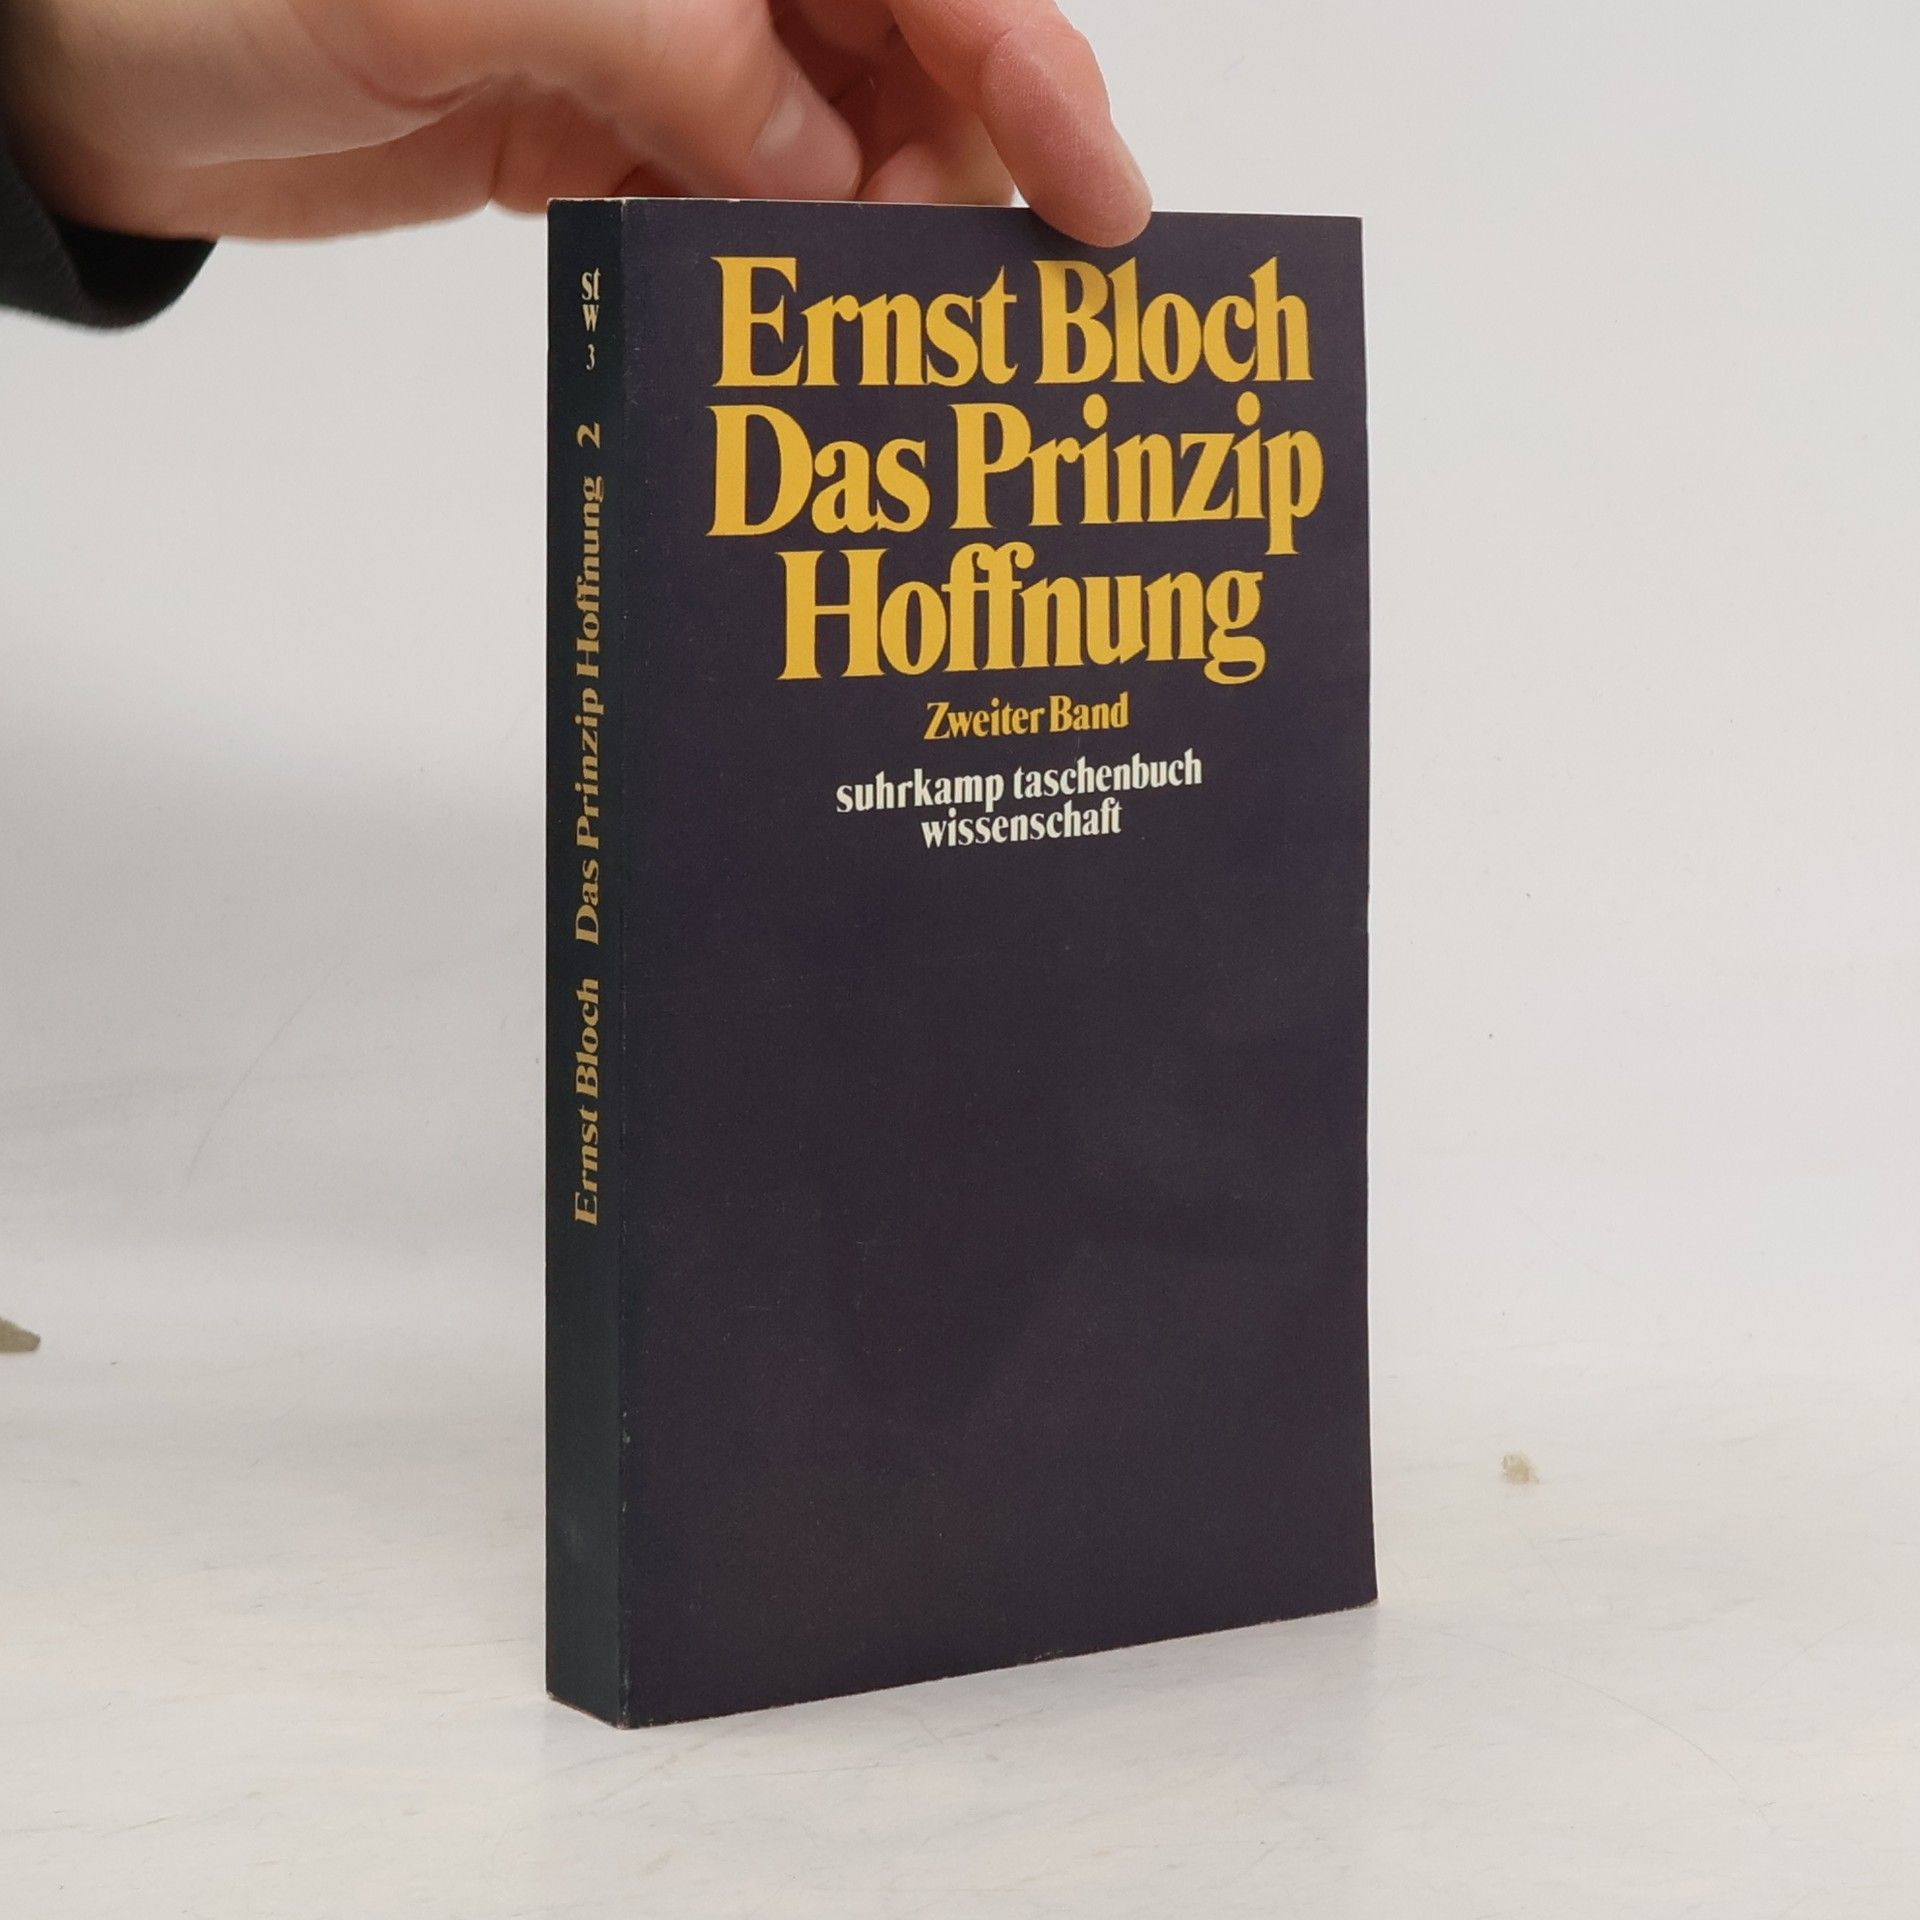 Ernst Bloch
Das Prinzip
Hoffnung
Zweiter Band
suhrkamp taschenbuch
wissenschaft
st
w
3
Ernst Bloch Das Prinzip Hoffnung 2